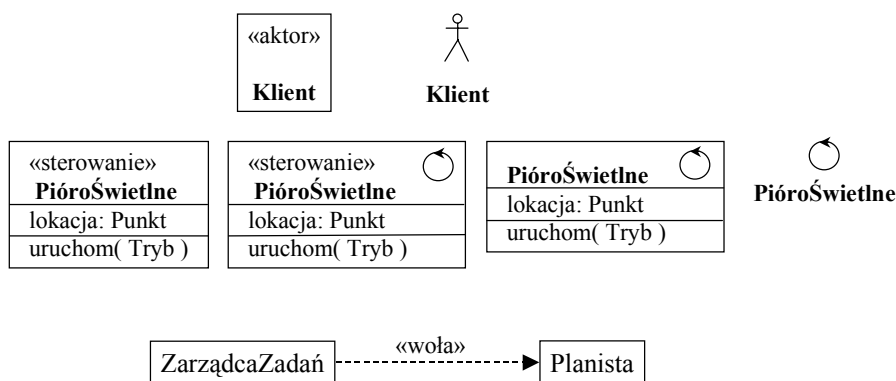 «aktor»
Klient
Klient
«sterowanie»
PióroŚwietlne
lokacja: Punkt
uruchom( Tryb )
«sterowanie»
PióroŚwietlne
lokacja: Punkt
uruchom( Tryb )
PióroŚwietlne
lokacja: Punkt
uruchom( Tryb )
PióroŚwietlne
ZarządcaZadań
«woła»
Planista